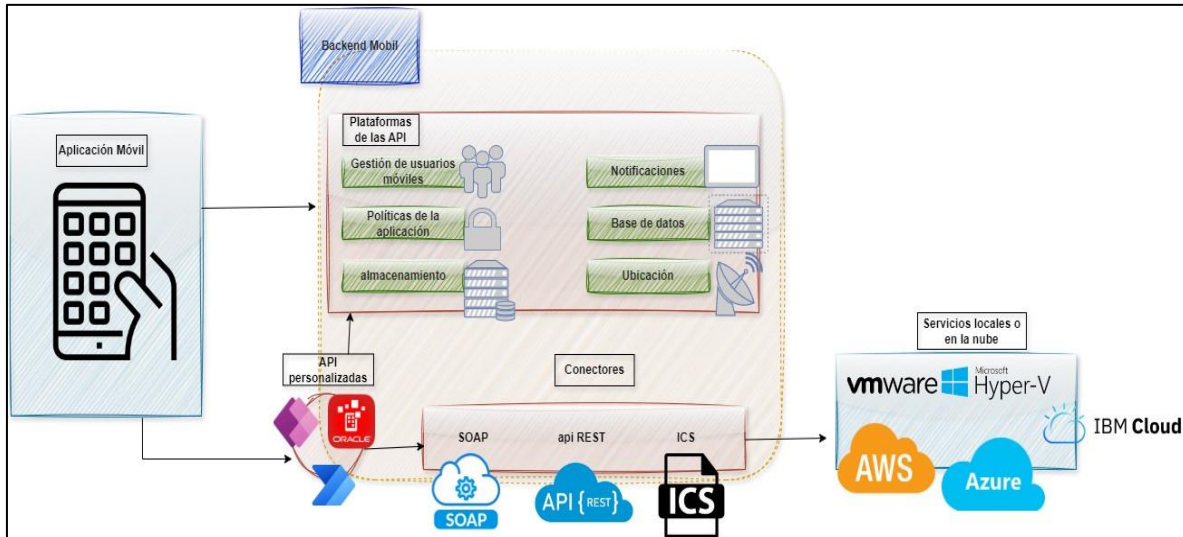 Backend Mobil
Aplicación Móvil
Plataformas
de las API
Gestión de usuarios
móviles
Notificaciones
Políticas de la
aplicación
Base de datos
almacenamiento
Ubicación
API
personalizadas
ORACLE
Conectores
SOAP
api REST
ICS
SOAP
API {REST}
ICS
Servicios locales o
en la nube
vmware
Microsoft
Hyper-V
IBM Cloud
AWS
Azure